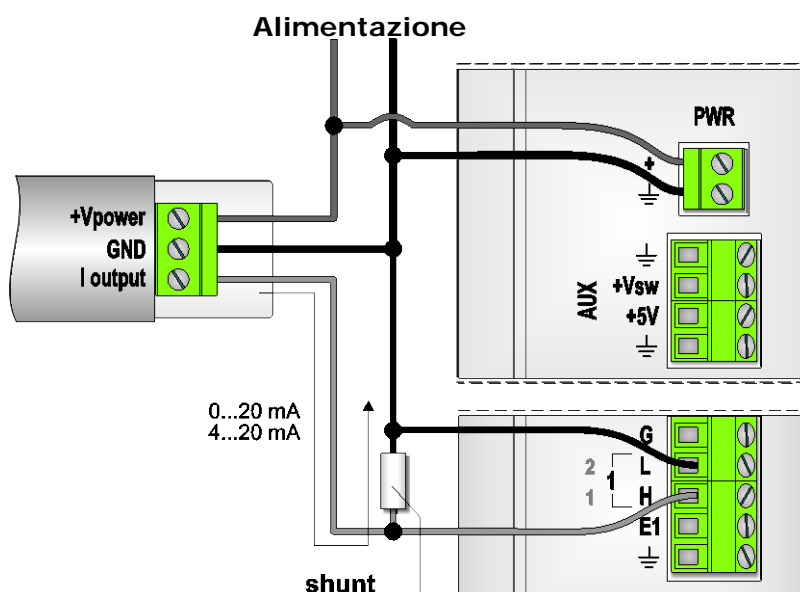 Alimentazione
PWR
+
+Vpower
GND
I output
AUX
+Vsw
+5V
0...20 mA
4...20 mA
G
2 L
1
1 H
E1
shunt